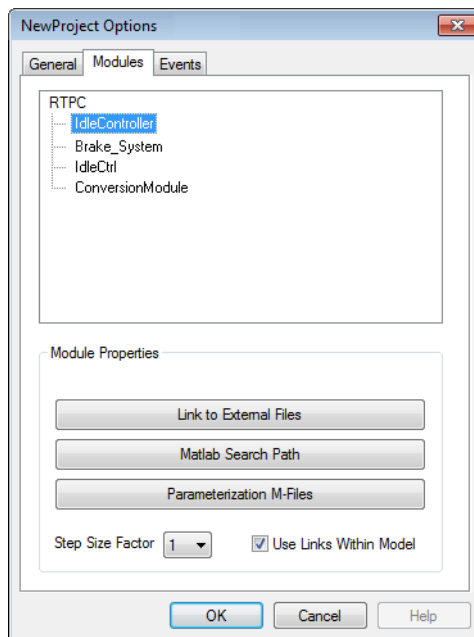 NewProject Options
General Modules Events
RTPC
IdleController
Brake_System
IdleCtrl
ConversionModule
Module Properties
Link to External Files
Matlab Search Path
Parameterization M-Files
Step Size Factor 1 Use Links Within Model
OK Cancel Help